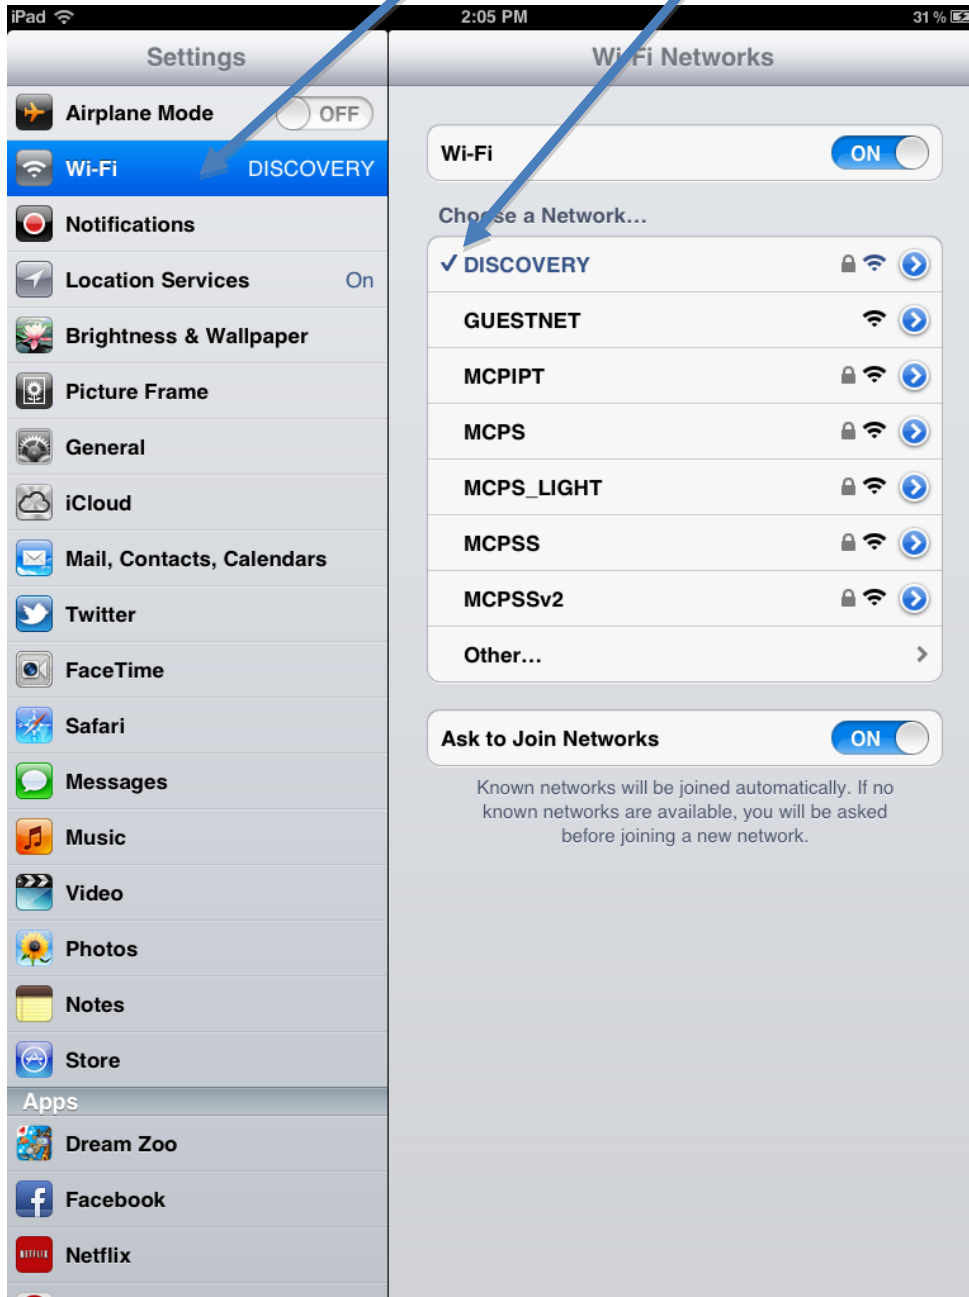 iPad 2:05 PM 31 %
Settings
Airplane Mode OFF
Wi-Fi DISCOVERY
Notifications
Location Services On
Brightness & Wallpaper
Picture Frame
General
iCloud
Mail, Contacts, Calendars
Twitter
FaceTime
Safari
Messages
Music
Video
Photos
Notes
Store
Apps
Dream Zoo
Facebook
NETFLIX Netflix
Wi-Fi Networks
Wi-Fi ON
Choose a Network...
✓ DISCOVERY
GUESTNET
MCPIPT
MCPS
MCPS_LIGHT
MCPSS
MCPSSv2
Other...
Ask to Join Networks ON
Known networks will be joined automatically. If no
known networks are available, you will be asked
before joining a new network.